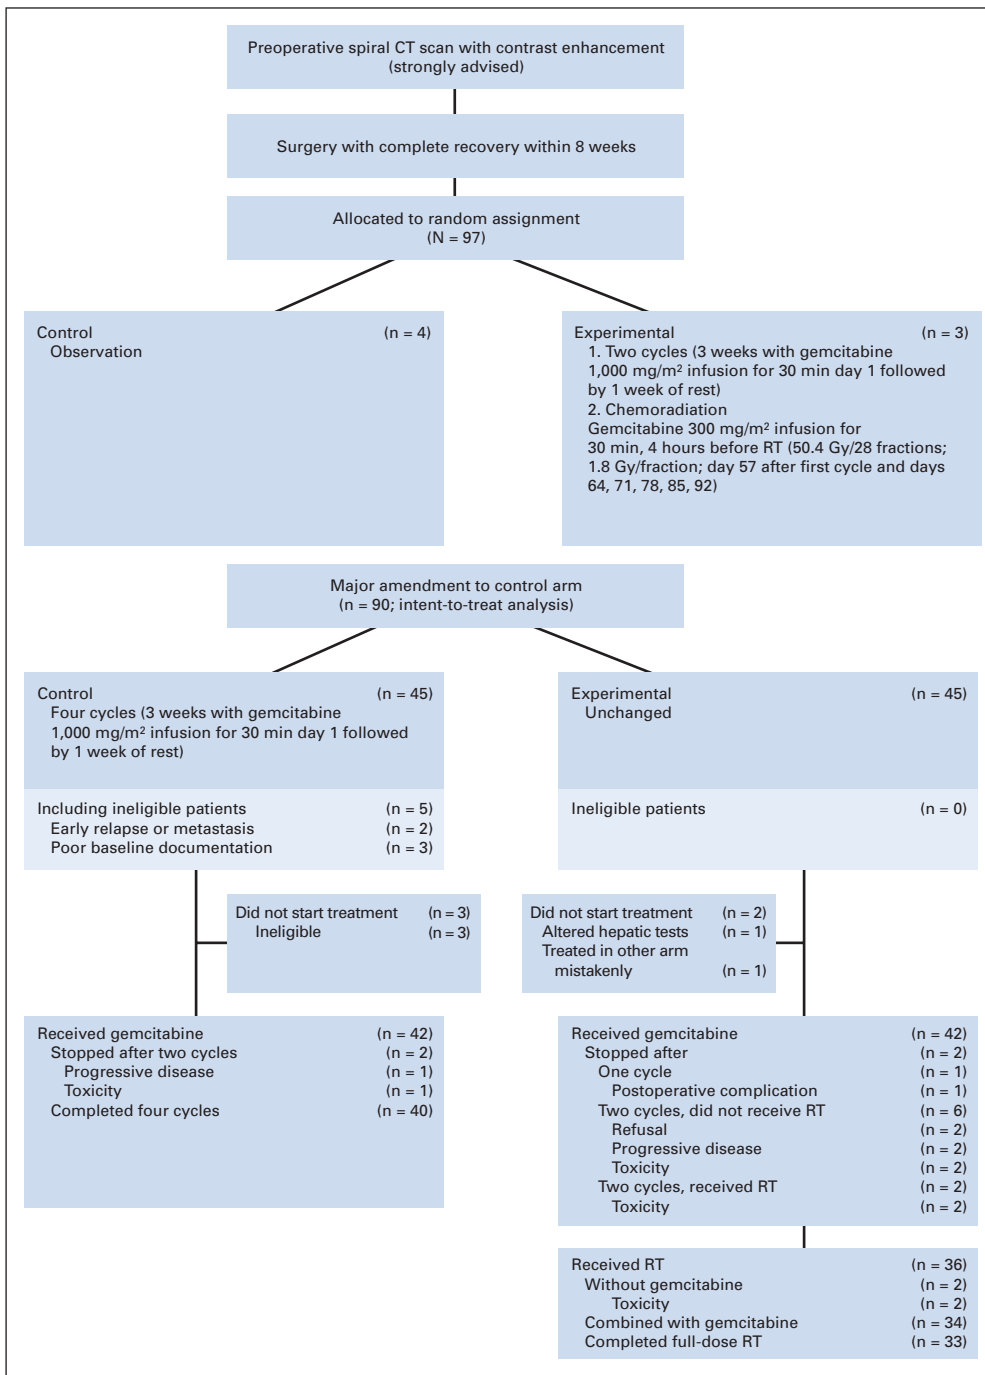 Preoperative spiral CT scan with contrast enhancement
(strongly advised)
Surgery with complete recovery within 8 weeks
Allocated to random assignment
(N = 97)
Control (n = 4)
Observation
Experimental (n = 3)
1. Two cycles (3 weeks with gemcitabine
1,000 mg/m² infusion for 30 min day 1 followed
by 1 week of rest)
2. Chemoradiation
Gemcitabine 300 mg/m² infusion for
30 min, 4 hours before RT (50.4 Gy/28 fractions;
1.8 Gy/fraction; day 57 after first cycle and days
64, 71, 78, 85, 92)
Major amendment to control arm
(n = 90; intent-to-treat analysis)
Control (n = 45)
Four cycles (3 weeks with gemcitabine
1,000 mg/m² infusion for 30 min day 1 followed
by 1 week of rest)
Including ineligible patients (n = 5)
Early relapse or metastasis (n = 2)
Poor baseline documentation (n = 3)
Experimental (n = 45)
Unchanged
Ineligible patients (n = 0)
Did not start treatment (n = 3)
Ineligible (n = 3)
Did not start treatment (n = 2)
Altered hepatic tests (n = 1)
Treated in other arm
mistakenly (n = 1)
Received gemcitabine (n = 42)
Stopped after two cycles (n = 2)
Progressive disease (n = 1)
Toxicity (n = 1)
Completed four cycles (n = 40)
Received gemcitabine (n = 42)
Stopped after (n = 2)
One cycle (n = 1)
Postoperative complication (n = 1)
Two cycles, did not receive RT (n = 6)
Refusal (n = 2)
Progressive disease (n = 2)
Toxicity (n = 2)
Two cycles, received RT (n = 2)
Toxicity (n = 2)
Received RT (n = 36)
Without gemcitabine (n = 2)
Toxicity (n = 2)
Combined with gemcitabine (n = 34)
Completed full-dose RT (n = 33)